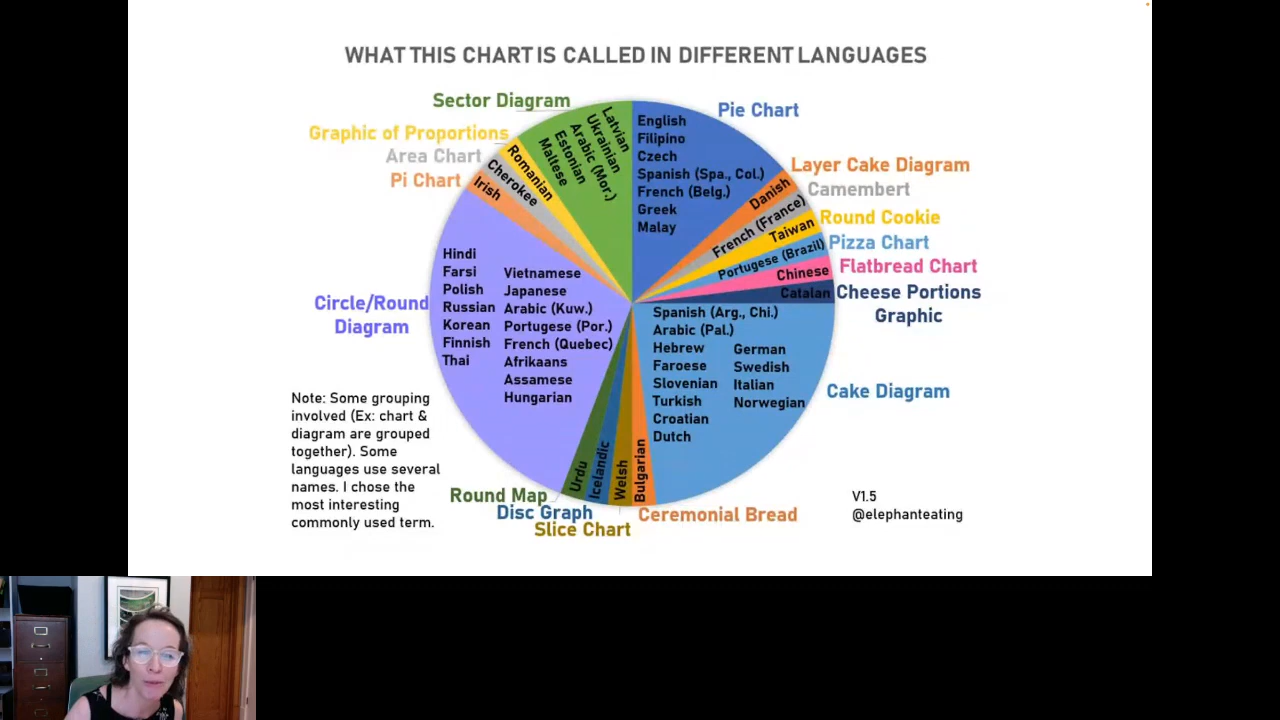 WHAT THIS CHART IS CALLED IN DIFFERENT LANGUAGES
Pie Chart
English
Filipino
Czech
Spanish (Spa., Col.)
French (Belg.)
Greek
Malay
Layer Cake Diagram
Danish
Camembert
French (France)
Round Cookie
Taiwan
Pizza Chart
Portugese (Brazil)
Flatbread Chart
Chinese
Cheese Portions
Graphic
Catalan
Cake Diagram
Spanish (Arg., Chi.)
Arabic (Pal.)
Hebrew
Faroese
Slovenian
Turkish
Croatian
Dutch
German
Swedish
Italian
Norwegian
Ceremonial Bread
Bulgarian
Slice Chart
Welsh
Disc Graph
Icelandic
Round Map
Urdu
Circle/Round
Diagram
Hindi
Farsi
Polish
Russian
Korean
Finnish
Thai
Vietnamese
Japanese
Arabic (Kuw.)
Portugese (Por.)
French (Quebec)
Afrikaans
Assamese
Hungarian
Pi Chart
Irish
Area Chart
Cherokee
Graphic of Proportions
Romanian
Sector Diagram
Maltese
Estonian
Arabic (Mor.)
Ukrainian
Latvian
Note: Some grouping
involved (Ex: chart &
diagram are grouped
together). Some
languages use several
names. I chose the
most interesting
commonly used term.
V1.5
@elephanteating